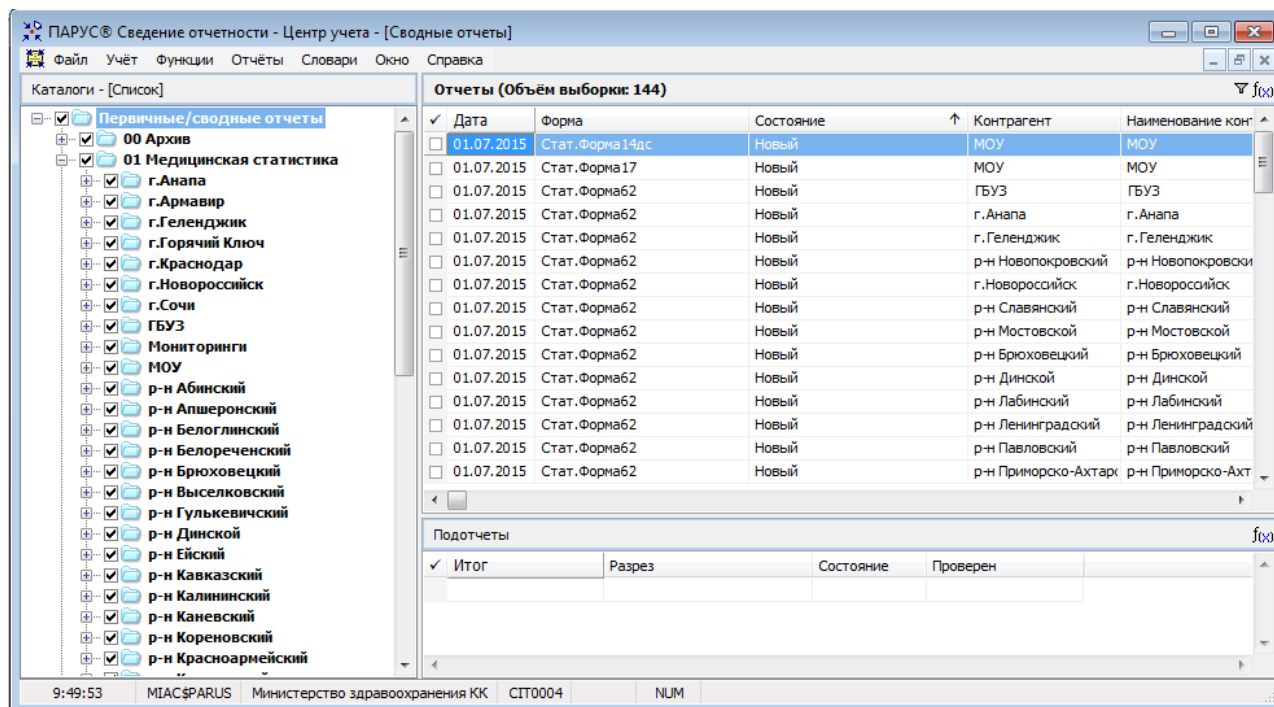 ПАРУС® Сведение отчетности - Центр учета - [Сводные отчеты]
Файл Учёт Функции Отчёты Словари Окно Справка
Каталоги - [Список]
Первичные/сводные отчеты
00 Архив
01 Медицинская статистика
г.Анапа
г.Армавир
г.Геленджик
г.Горячий Ключ
г.Краснодар
г.Новороссийск
г.Сочи
ГБУЗ
Мониторинги
МОУ
р-н Абинский
р-н Апшеронский
р-н Белоглинский
р-н Белореченский
р-н Брюховецкий
р-н Выселковский
р-н Гулькевичский
р-н Динской
р-н Ейский
р-н Кавказский
р-н Калининский
р-н Каневский
р-н Кореновский
р-н Красноармейский
Отчеты (Объём выборки: 144) f(x)
Дата Форма Состояние Контрагент Наименование кон
01.07.2015 Стат.Форма14дс Новый МОУ МОУ
01.07.2015 Стат.Форма17 Новый МОУ МОУ
01.07.2015 Стат.Форма62 Новый ГБУЗ ГБУЗ
01.07.2015 Стат.Форма62 Новый г.Анапа г.Анапа
01.07.2015 Стат.Форма62 Новый г.Геленджик г.Геленджик
01.07.2015 Стат.Форма62 Новый р-н Новопокровский р-н Новопокровски
01.07.2015 Стат.Форма62 Новый г.Новороссийск г.Новороссийск
01.07.2015 Стат.Форма62 Новый р-н Славянский р-н Славянский
01.07.2015 Стат.Форма62 Новый р-н Мостовской р-н Мостовской
01.07.2015 Стат.Форма62 Новый р-н Брюховецкий р-н Брюховецкий
01.07.2015 Стат.Форма62 Новый р-н Динской р-н Динской
01.07.2015 Стат.Форма62 Новый р-н Лабинский р-н Лабинский
01.07.2015 Стат.Форма62 Новый р-н Ленинградский р-н Ленинградский
01.07.2015 Стат.Форма62 Новый р-н Павловский р-н Павловский
01.07.2015 Стат.Форма62 Новый р-н Приморско-Ахтар р-н Приморско-Ахт
Подотчеты f(x)
Итог Разрез Состояние Проверен
9:49:53 MIAC$PARUS Министерство здравоохранения КК CIT0004 NUM